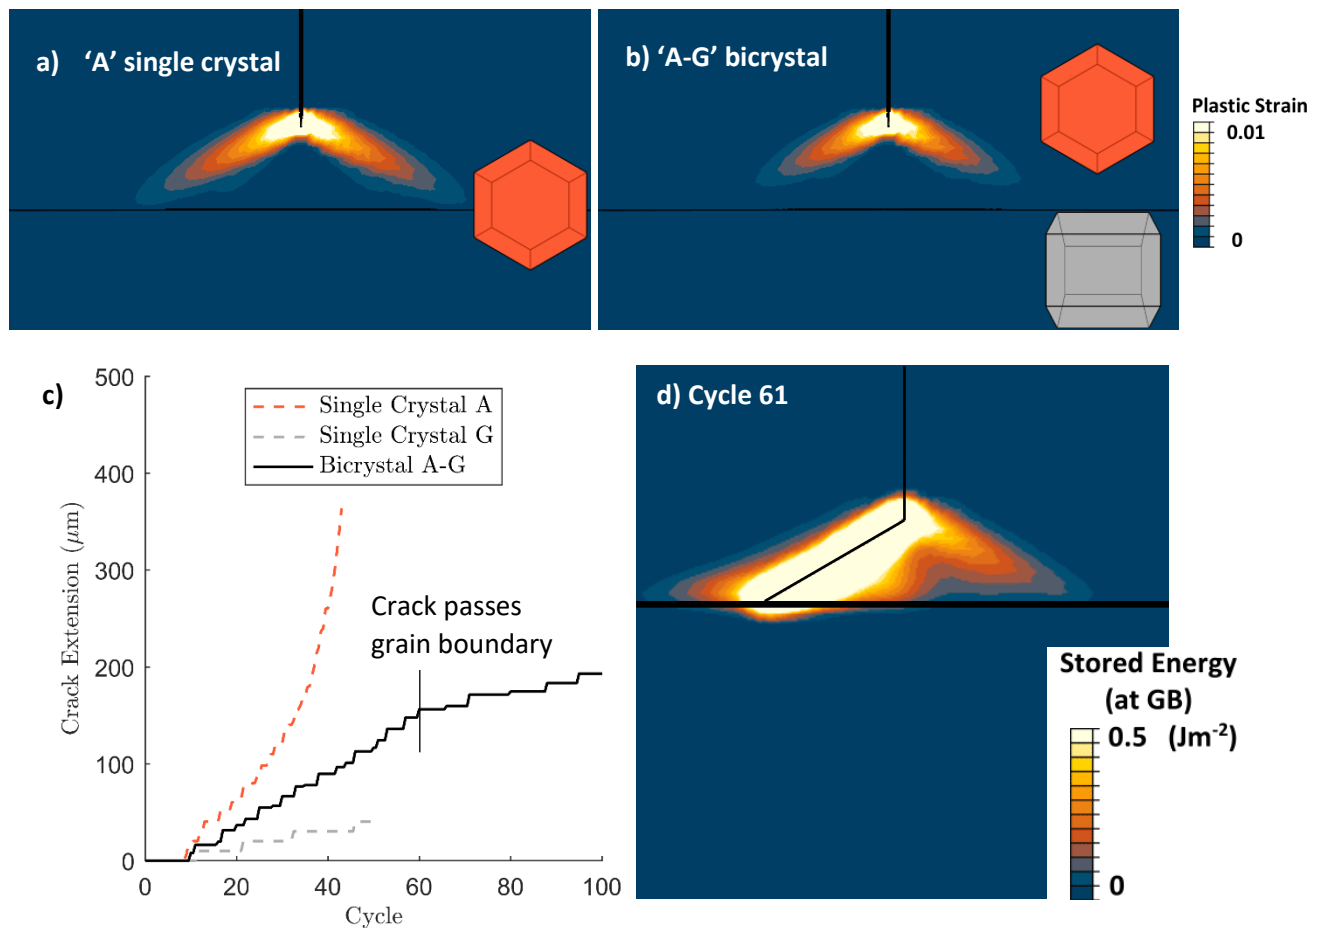 a) ‘A’ single crystal
b) ‘A-G’ bicrystal
Plastic Strain
0.01
0
c)
500
400
300
200
100
0
Crack Extension (μm)
Single Crystal A
Single Crystal G
Bicrystal A-G
Crack passes
grain boundary
0 20 40 60 80 100
Cycle
d) Cycle 61
Stored Energy
(at GB)
0.5 (Jm⁻²)
0